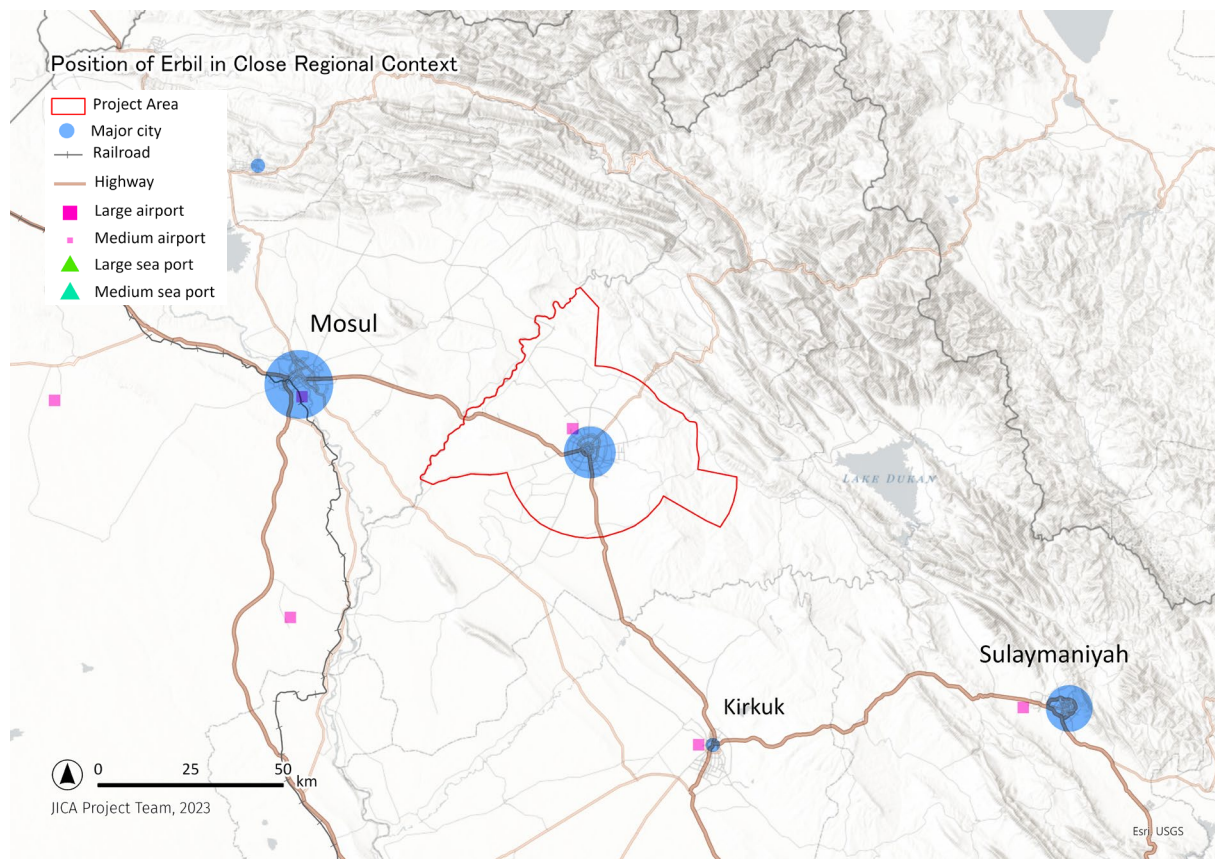 Position of Erbil in Close Regional Context
Project Area
Major city
Railroad
Highway
Large airport
Medium airport
Large sea port
Medium sea port
Mosul
LAKE DUKAN
Sulaymaniyah
Kirkuk
0 25 50 km
JICA Project Team, 2023
Esri, USGS